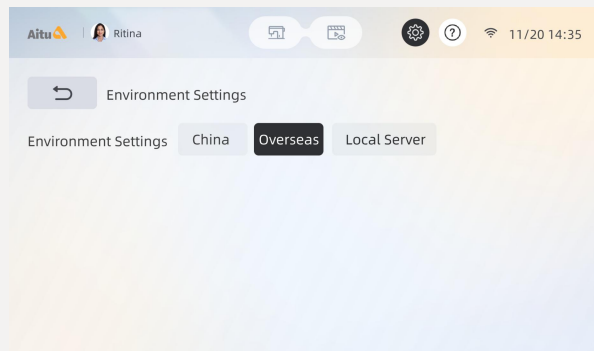 Aitu Ritina ? 11/20 14:35
Environment Settings
Environment Settings China Overseas Local Server